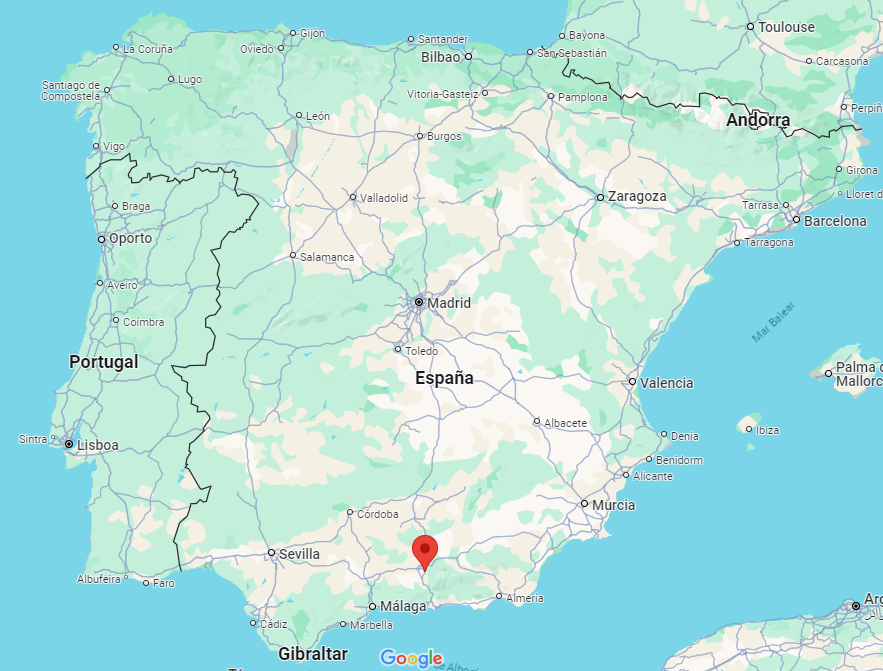 Gijón
Bayona
Toulouse
La Coruña
Oviedo
Santander
Bilbao
San Sebastián
Carcasona
Santiago de
Compostela
Lugo
Vitoria-Gasteiz
Pamplona
León
Perpiñ
Andorra
Burgos
Vigo
Girona
Valladolid
Zaragoza
Lloret d
Braga
Tarrasa
Barcelona
Oporto
Tarragona
Salamanca
Aveiro
Madrid
Mar Balear
Coimbra
Toledo
Portugal
España
Palma d
Mallorc
Valencia
Albacete
Ibiza
Sintra
Lisboa
Denia
Benidorm
Alicante
Murcia
Córdoba
Sevilla
Albufeira
Faro
Almería
Málaga
Cádiz
Marbella
Gibraltar
Google